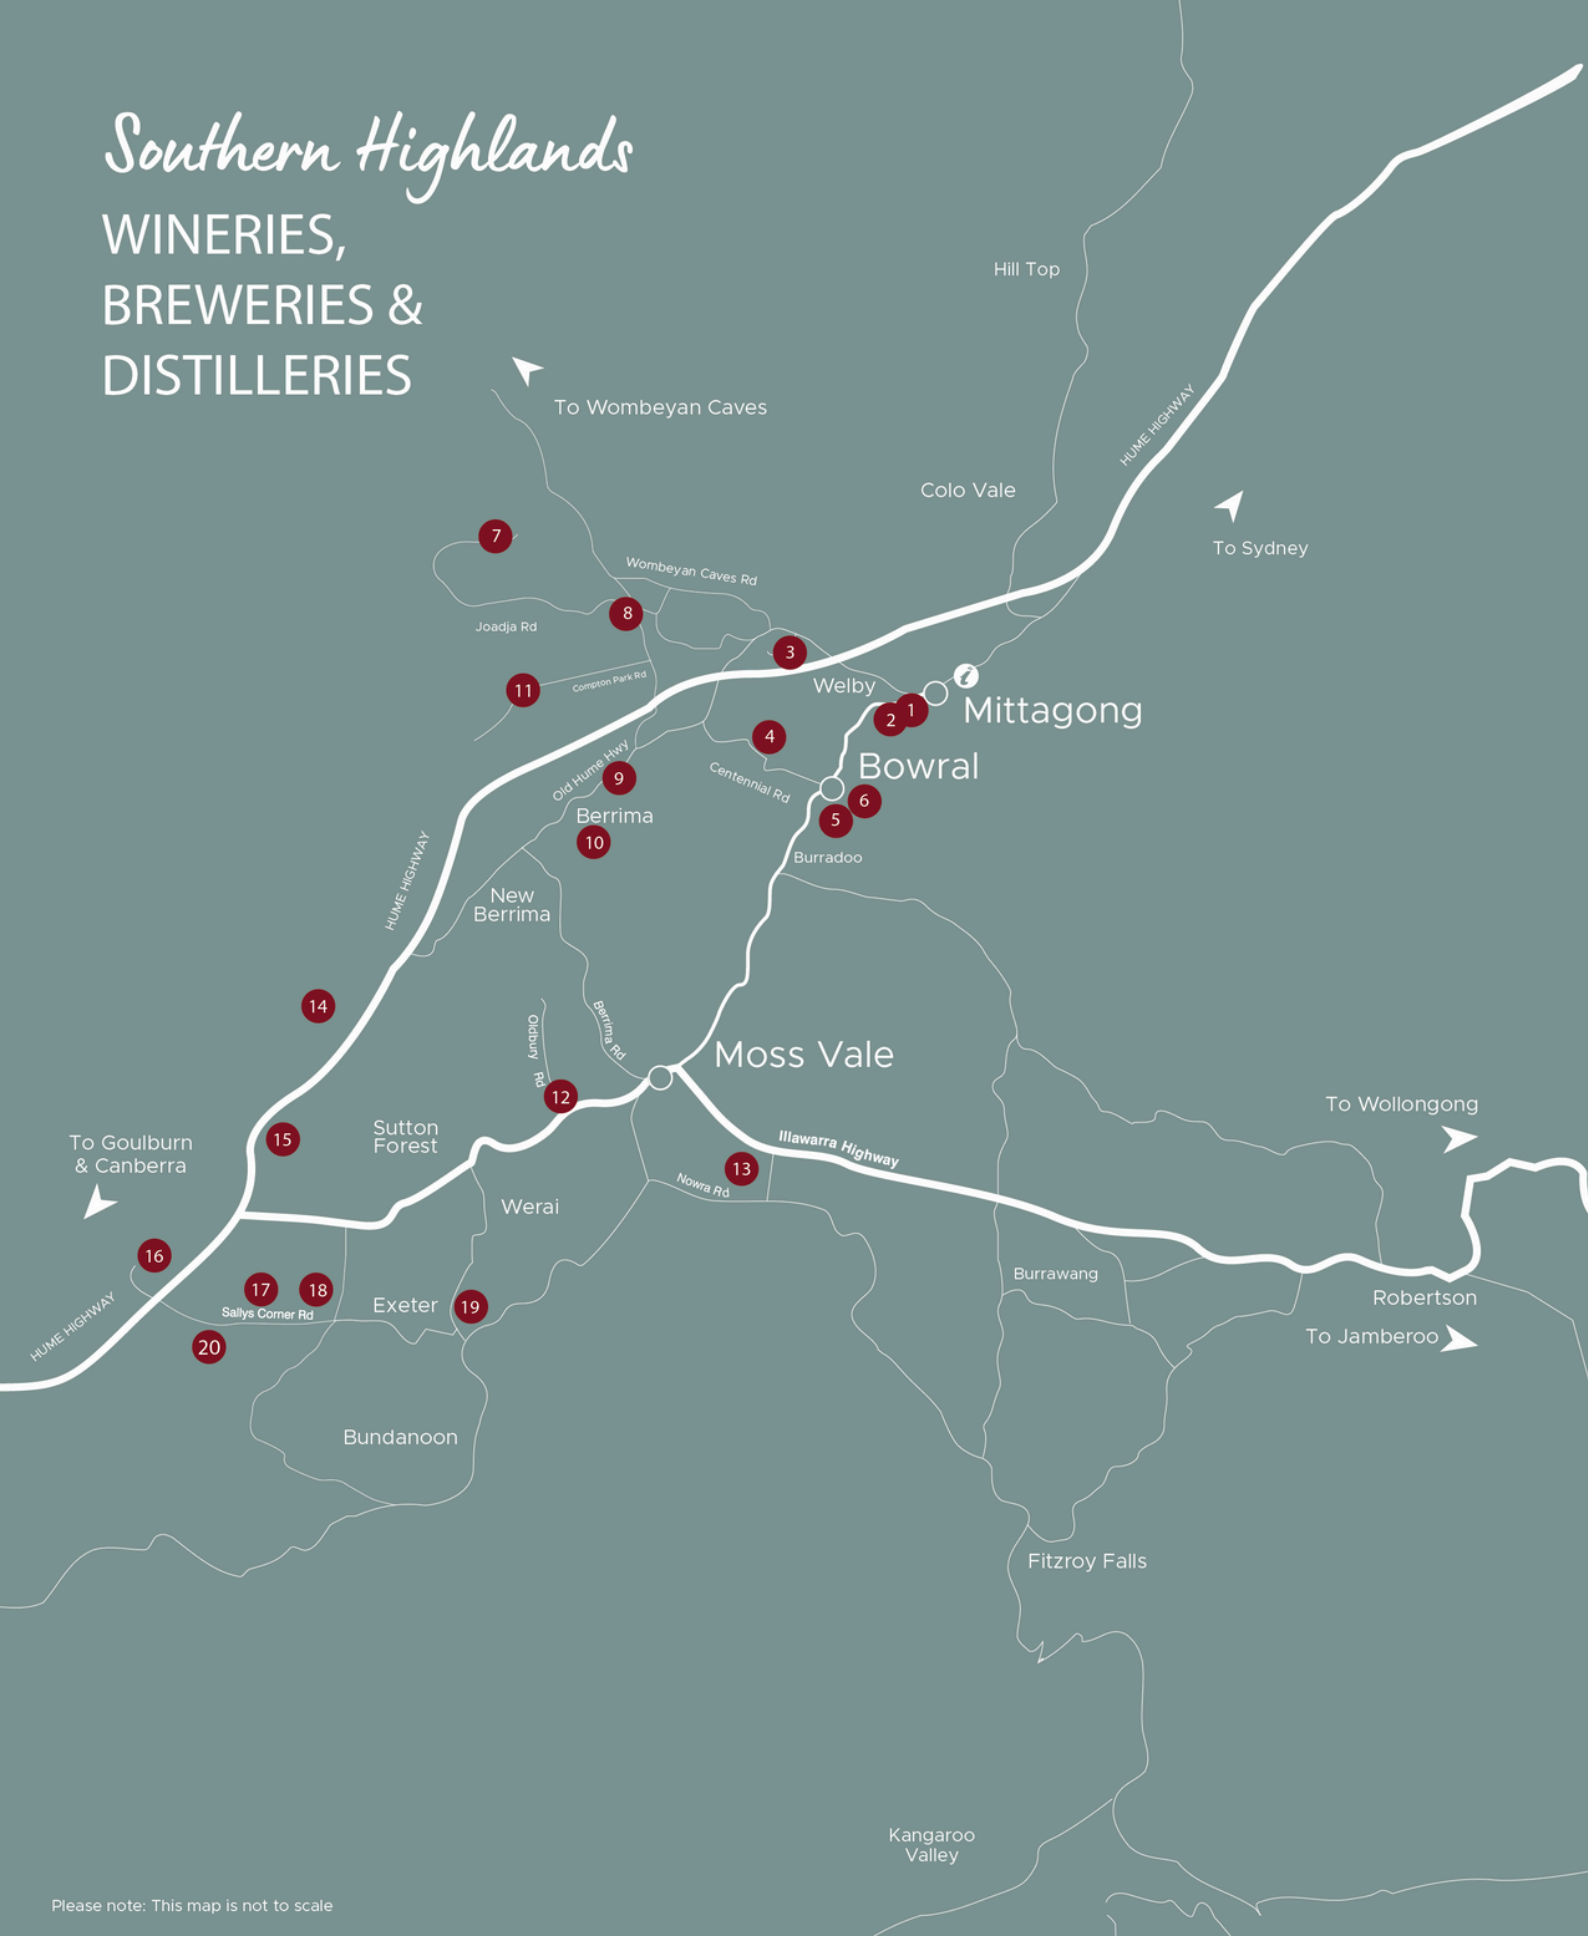 Southern Highlands
WINERIES,
BREWERIES &
DISTILLERIES
Hill Top
To Wombeyan Caves
HUME HIGHWAY
Colo Vale
To Sydney
7
Wombeyan Caves Rd
8
Joadja Rd
3
i
Welby
Compton Park Rd
11
1
2
Mittagong
4
Old Hume Hwy
9
Centennial Rd
Bowral
6
5
Berrima
10
Burradoo
HUME HIGHWAY
New
Berrima
14
Oldbury Rd
Berrima Rd
Moss Vale
12
To Wollongong
Sutton
Forest
To Goulburn
& Canberra
15
Illawarra Highway
13
Nowra Rd
Werai
16
17
18
Sallys Corner Rd
Exeter
19
Burrawang
Robertson
HUME HIGHWAY
20
To Jamberoo
Bundanoon
Fitzroy Falls
Kangaroo
Valley
Please note: This map is not to scale